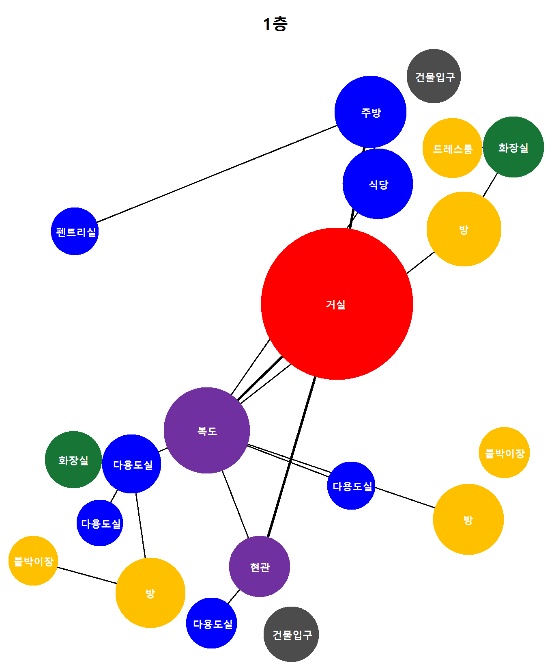 1층
건물입구
주방
드레스룸
화장실
식당
방
펜트리실
거실
복도
화장실
다용도실
붙박이장
다용도실
다용도실
방
붙박이장
현관
방
다용도실
건물입구